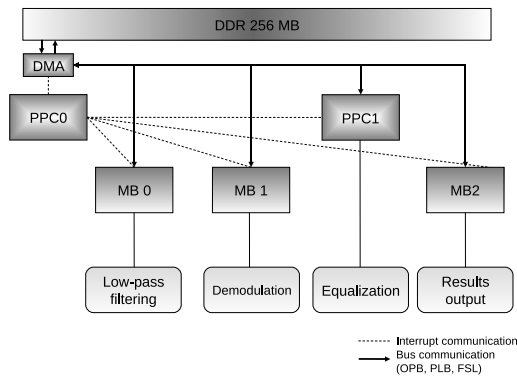 DDR 256 MB
DMA
PPC0
PPC1
MB 0
MB 1
MB2
Low-pass
filtering
Demodulation
Equalization
Results
output
Interrupt communication
Bus communication
(OPB, PLB, FSL)